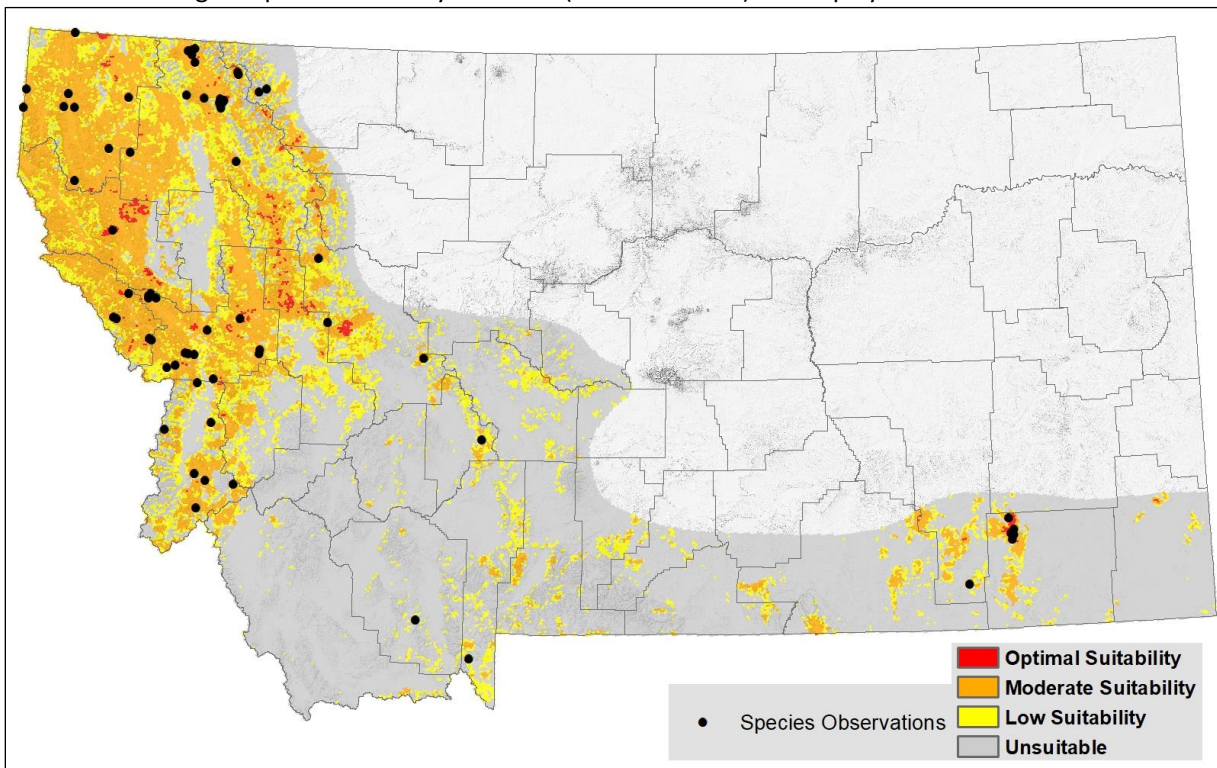 Optimal Suitability
Moderate Suitability
Species Observations
Low Suitability
Unsuitable